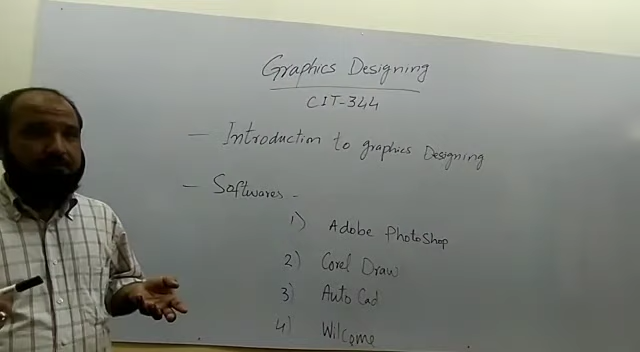 Graphics Designing
CIT-344
— Introduction to graphics Designing
— Softwares -
1) Adobe PhotoShop
2) Corel Draw
3) Auto Cad
4) Wilcome